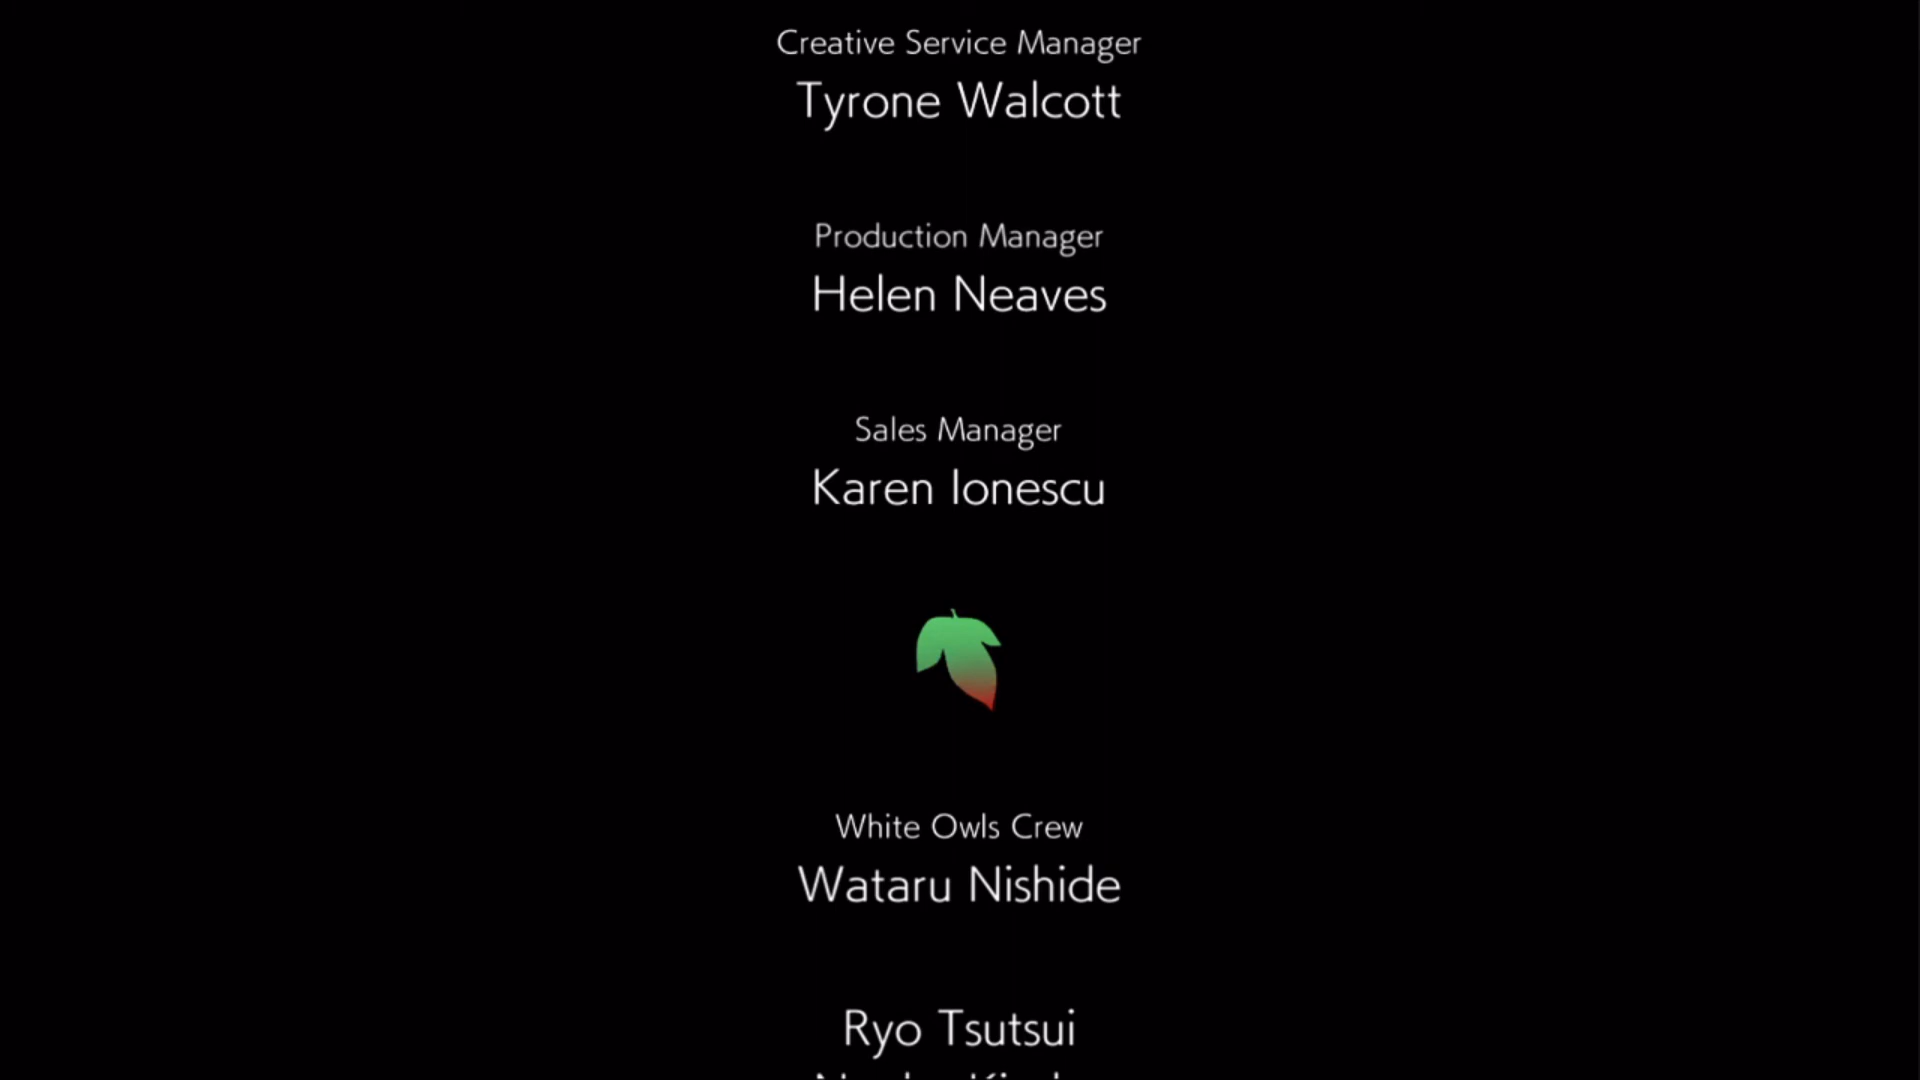 Creative Service Manager
Tyrone Walcott
Production Manager
Helen Neaves
Sales Manager
Karen Ionescu
White Owls Crew
Wataru Nishide
Ryo Tsutsui